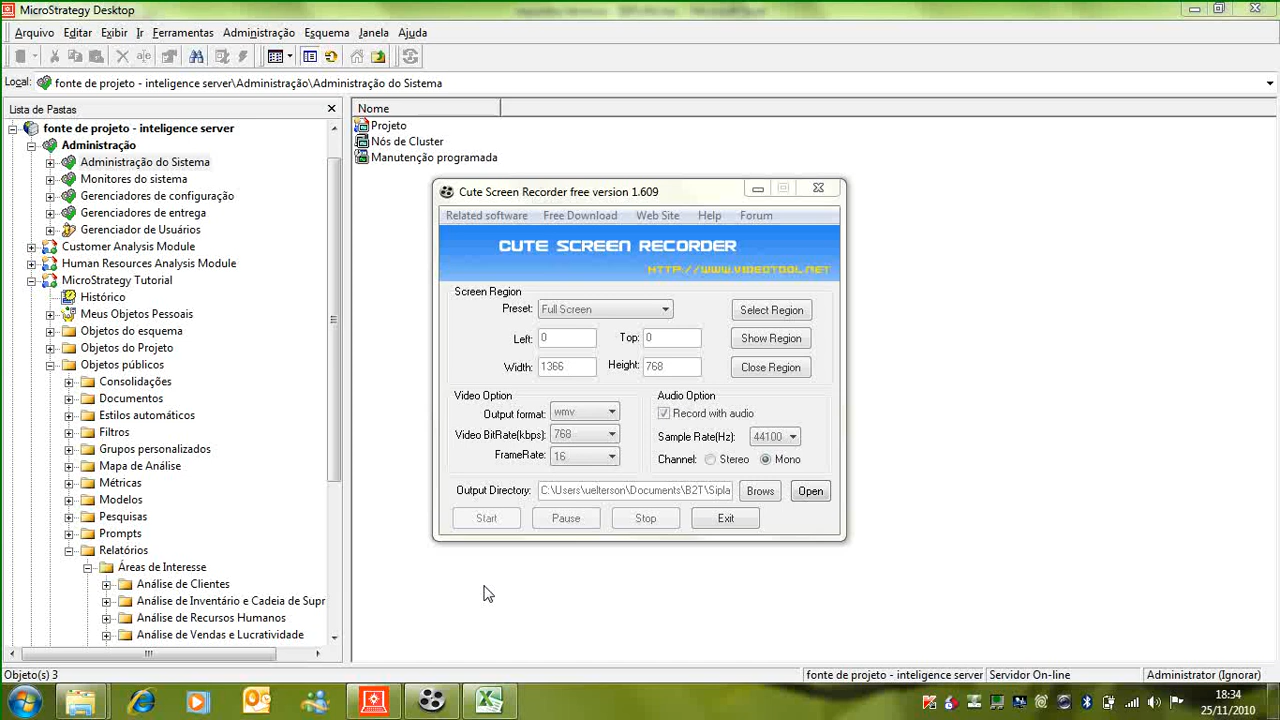 MicroStrategy Desktop
Arquivo Editar Exibir Ir Ferramentas Administração Esquema Janela Ajuda
Local: fonte de projeto - inteligence server\Administração\Administração do Sistema
Lista de Pastas
fonte de projeto - inteligence server
Administração
Administração do Sistema
Monitores do sistema
Gerenciadores de configuração
Gerenciadores de entrega
Gerenciador de Usuários
Customer Analysis Module
Human Resources Analysis Module
MicroStrategy Tutorial
Histórico
Meus Objetos Pessoais
Objetos do esquema
Objetos do Projeto
Objetos públicos
Consolidações
Documentos
Estilos automáticos
Filtros
Grupos personalizados
Mapa de Análise
Métricas
Modelos
Pesquisas
Prompts
Relatórios
Áreas de Interesse
Análise de Clientes
Análise de Inventário e Cadeia de Supr
Análise de Recursos Humanos
Análise de Vendas e Lucratividade
Nome
Projeto
Nós de Cluster
Manutenção programada
Cute Screen Recorder free version 1.609
Related software Free Download Web Site Help Forum
CUTE SCREEN RECORDER
HTTP://WWW.VIDEOTOOL.NET
Screen Region
Preset: Full Screen Select Region
Left: 0 Top: 0 Show Region
Width: 1366 Height: 768 Close Region
Video Option
Output format: wmv
Video BitRate(kbps): 768
FrameRate: 16
Audio Option
Record with audio
Sample Rate(Hz): 44100
Channel: Stereo Mono
Output Directory: C:\Users\uelterson\Documents\B2T\Sipla Brows Open
Start Pause Stop Exit
Objeto(s) 3 fonte de projeto - inteligence server Servidor On-line Administrator (Ignorar)
18:34
25/11/2010